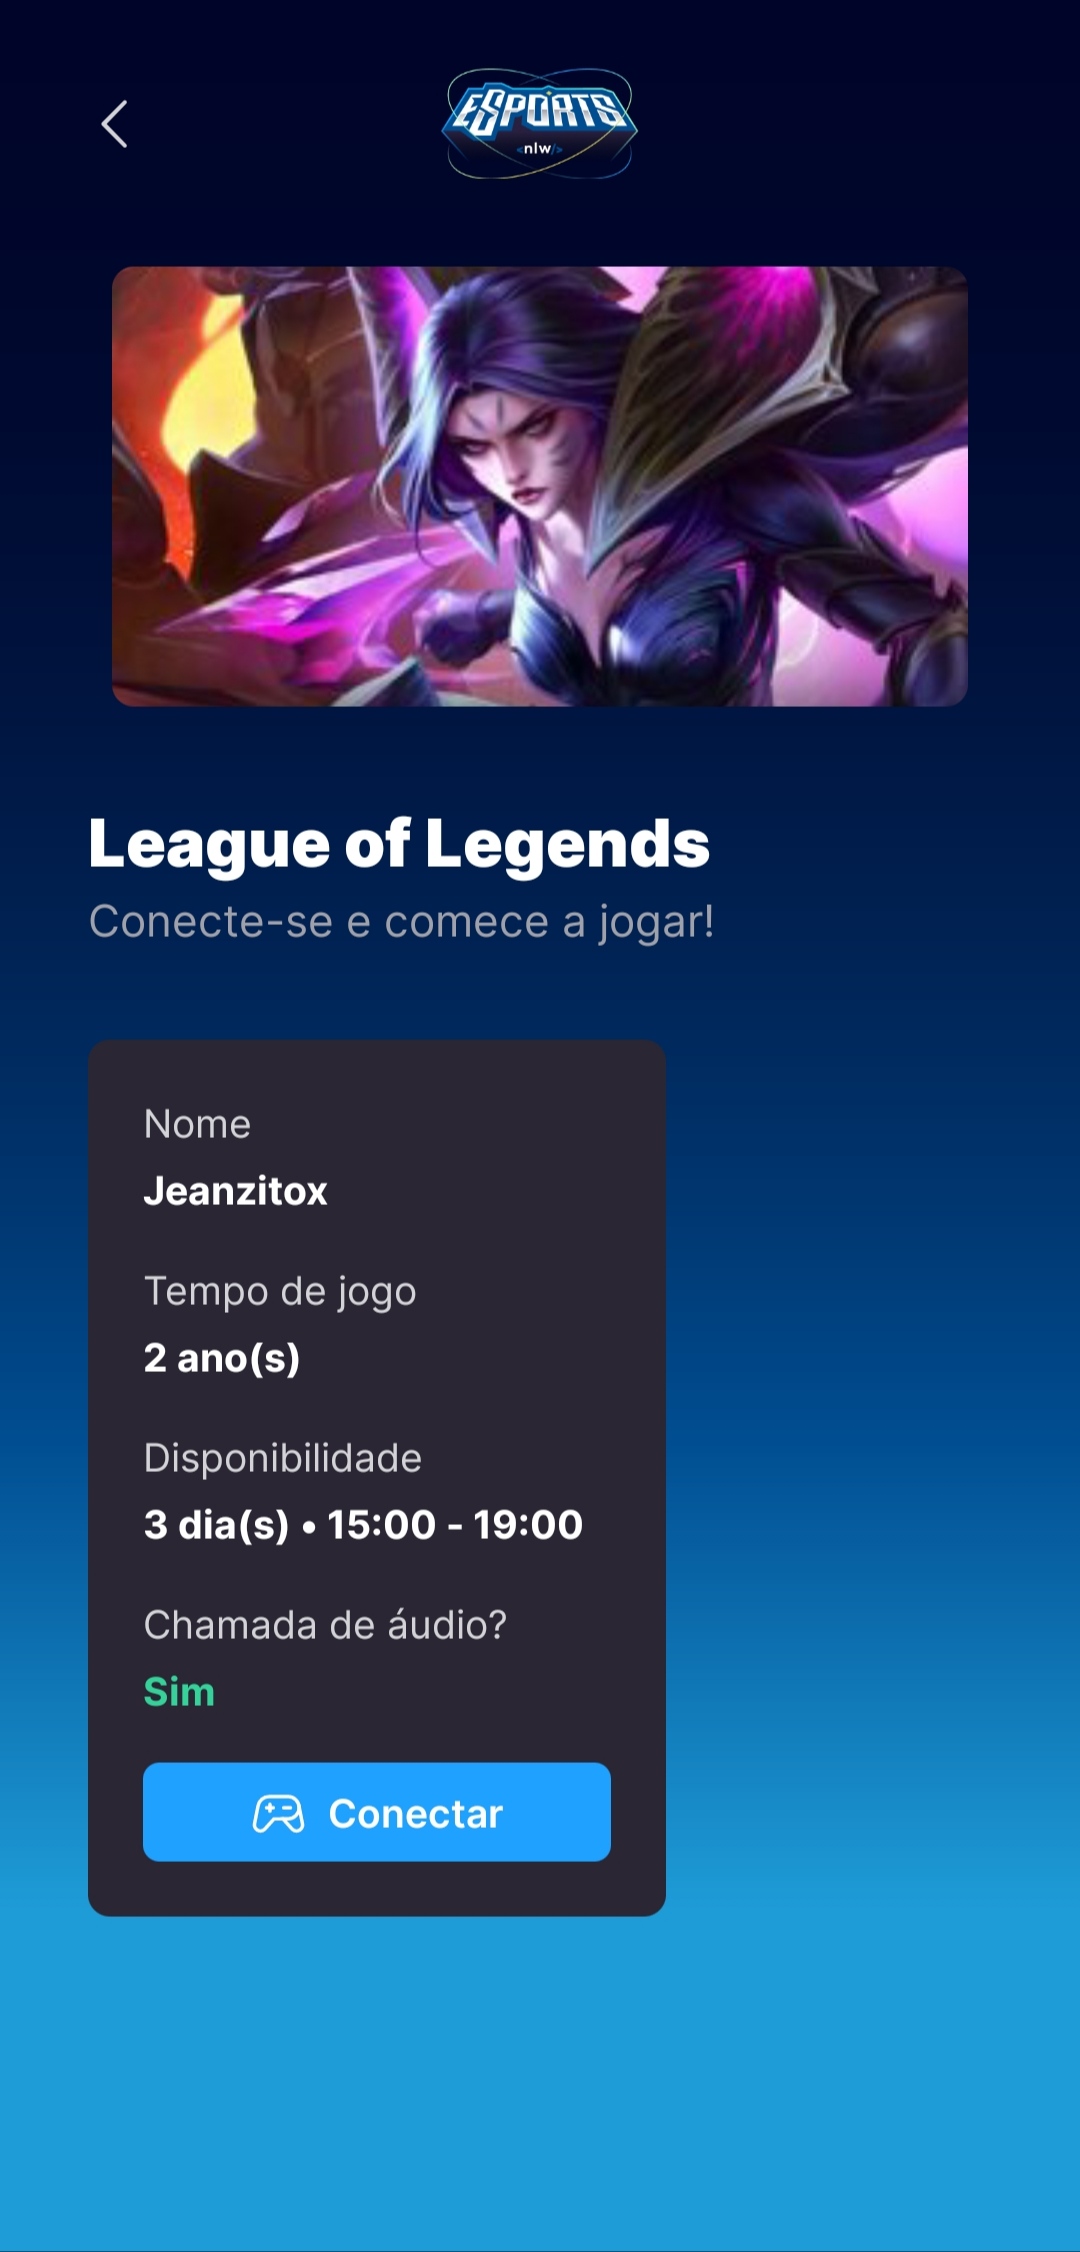 ESPORTS
<nlw/>
League of Legends
Conecte-se e comece a jogar!
Nome
Jeanzitox
Tempo de jogo
2 ano(s)
Disponibilidade
3 dia(s) • 15:00 - 19:00
Chamada de áudio?
Sim
Conectar